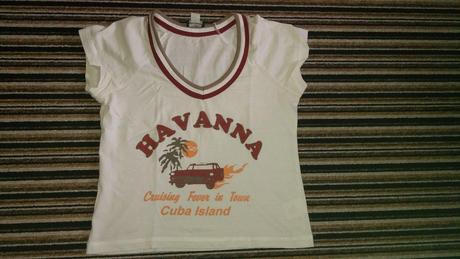 HAVANNA
Cruising Fever in Town
Cuba Island